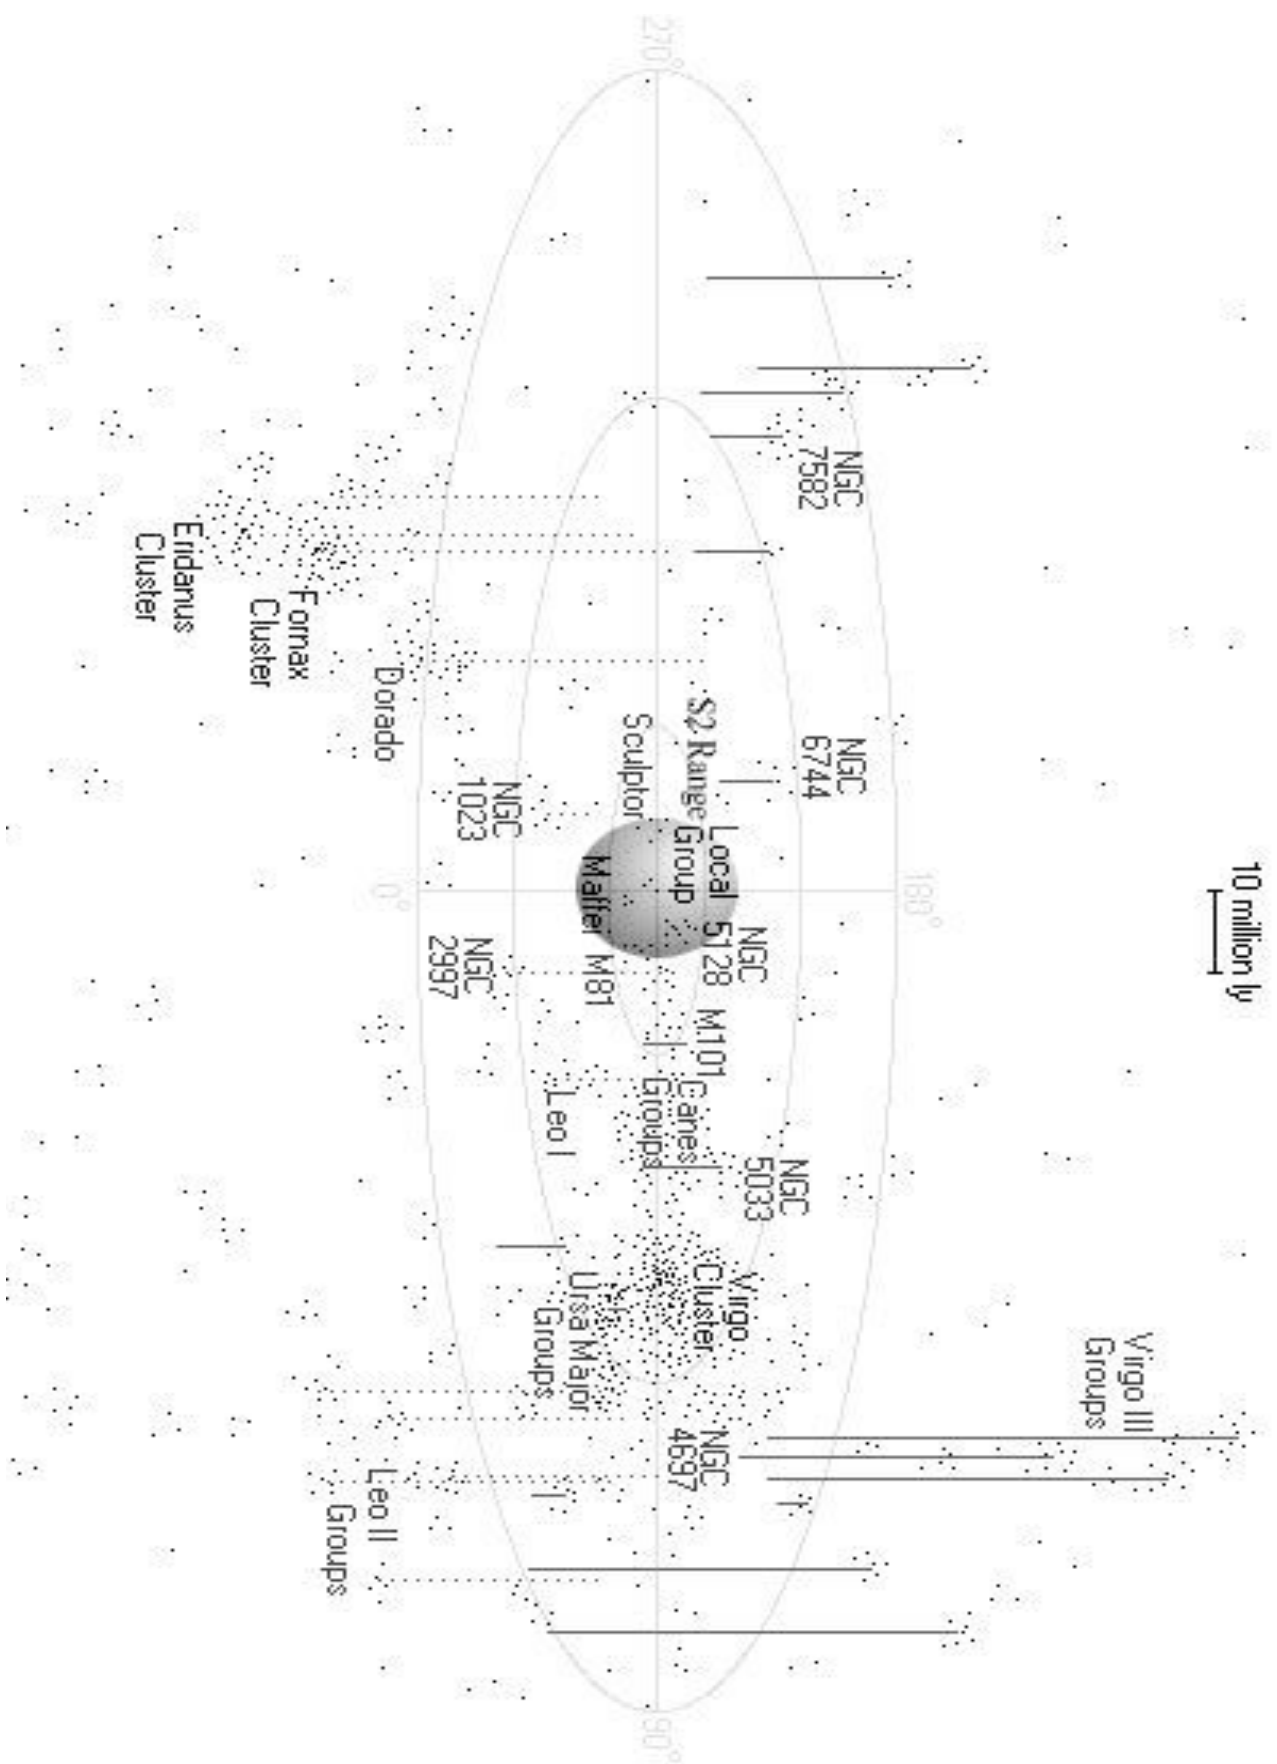 10 million ly
Virgo III
Groups
180°
NGC
7582
NGC
6744
NGC
5033
NGC
5128
Virgo
Cluster
Local
Group
S2 Range
M101
NGC
4697
Canes
Groups
270°
90°
Sculptor
Maffei
M81
Ursa Major
Groups
Leo I
NGC
1023
NGC
2997
0°
Dorado
Leo II
Groups
Fornax
Cluster
Eridanus
Cluster